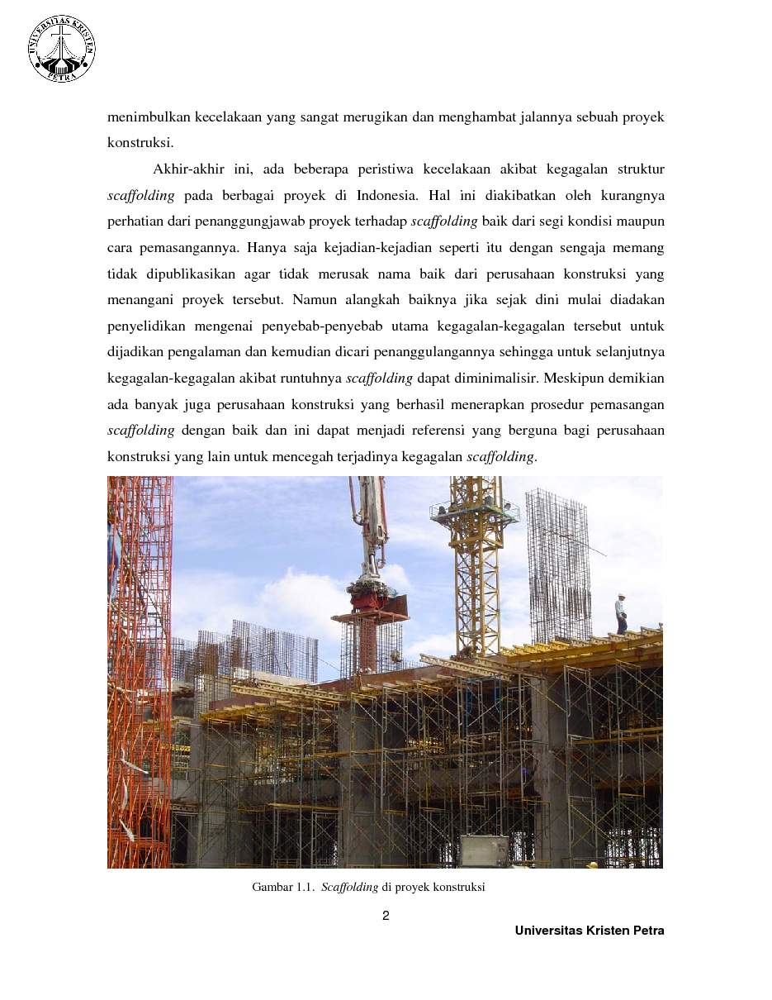 UNIVERSITAS KRISTEN
PETRA
menimbulkan kecelakaan yang sangat merugikan dan menghambat jalannya sebuah proyek
konstruksi.
Akhir-akhir ini, ada beberapa peristiwa kecelakaan akibat kegagalan struktur
scaffolding pada berbagai proyek di Indonesia. Hal ini diakibatkan oleh kurangnya
perhatian dari penanggungjawab proyek terhadap scaffolding baik dari segi kondisi maupun
cara pemasangannya. Hanya saja kejadian-kejadian seperti itu dengan sengaja memang
tidak dipublikasikan agar tidak merusak nama baik dari perusahaan konstruksi yang
menangani proyek tersebut. Namun alangkah baiknya jika sejak dini mulai diadakan
penyelidikan mengenai penyebab-penyebab utama kegagalan-kegagalan tersebut untuk
dijadikan pengalaman dan kemudian dicari penanggulangannya sehingga untuk selanjutnya
kegagalan-kegagalan akibat runtuhnya scaffolding dapat diminimalisir. Meskipun demikian
ada banyak juga perusahaan konstruksi yang berhasil menerapkan prosedur pemasangan
scaffolding dengan baik dan ini dapat menjadi referensi yang berguna bagi perusahaan
konstruksi yang lain untuk mencegah terjadinya kegagalan scaffolding.
Gambar 1.1. Scaffolding di proyek konstruksi
2
Universitas Kristen Petra